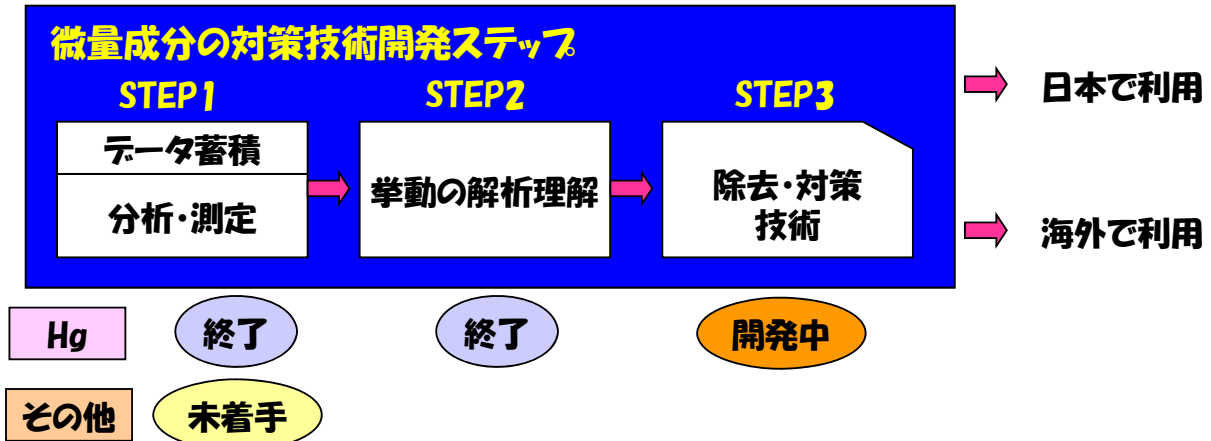 微量成分の対策技術開発ステップ
STEP1
STEP2
STEP3
データ蓄積
分析・測定
挙動の解析理解
除去・対策
技術
日本で利用
海外で利用
Hg
終了
終了
開発中
その他
未着手